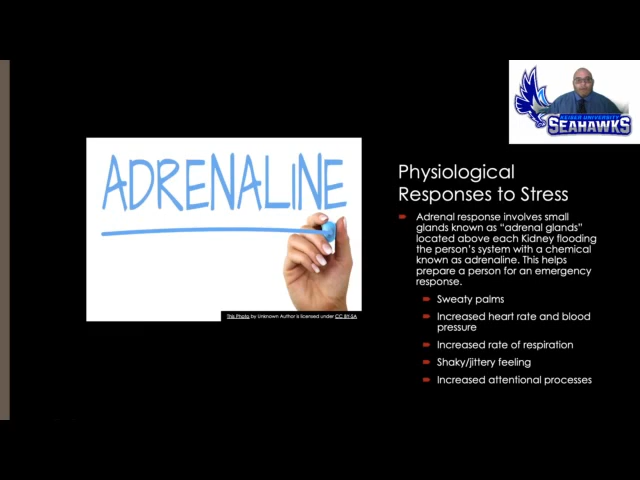 KEISER UNIVERSITY
SEAHAWKS
ADRENALINE
This Photo by Unknown Author is licensed under CC BY-SA
Physiological
Responses to Stress
Adrenal response involves small
glands known as “adrenal glands”
located above each Kidney flooding
the person’s system with a chemical
known as adrenaline. This helps
prepare a person for an emergency
response.
Sweaty palms
Increased heart rate and blood
pressure
Increased rate of respiration
Shaky/jittery feeling
Increased attentional processes